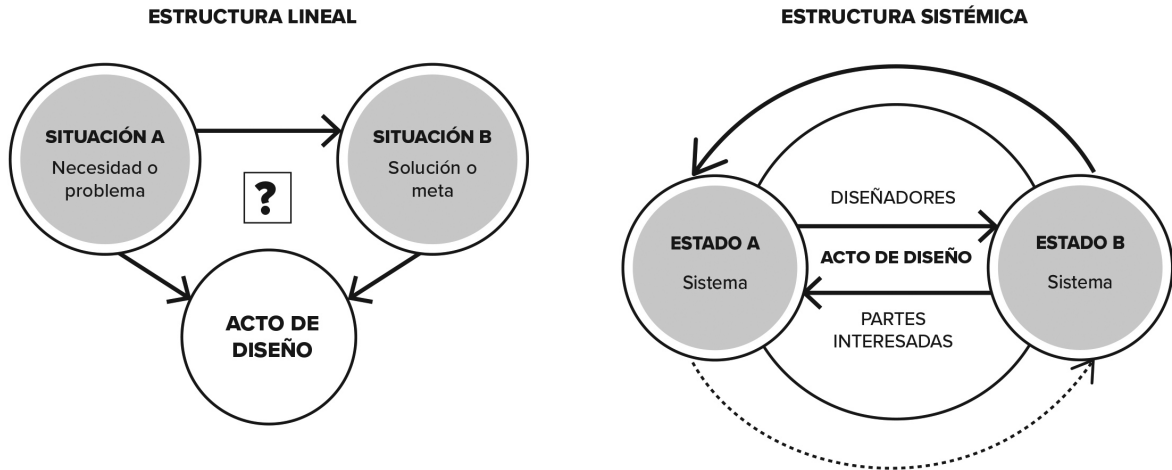 ESTRUCTURA LINEAL
SITUACIÓN A
Necesidad o
problema
SITUACIÓN B
Solución o
meta
?
ACTO DE
DISEÑO
ESTRUCTURA SISTÉMICA
ESTADO A
Sistema
DISEÑADORES
ACTO DE DISEÑO
PARTES
INTERESADAS
ESTADO B
Sistema